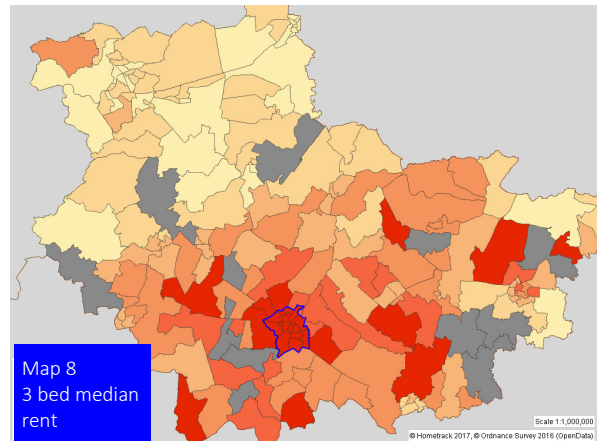 Map 8
3 bed median
rent
Scale 1:1,000,000
© Hometrack 2017, © Ordnance Survey 2016 (OpenData)